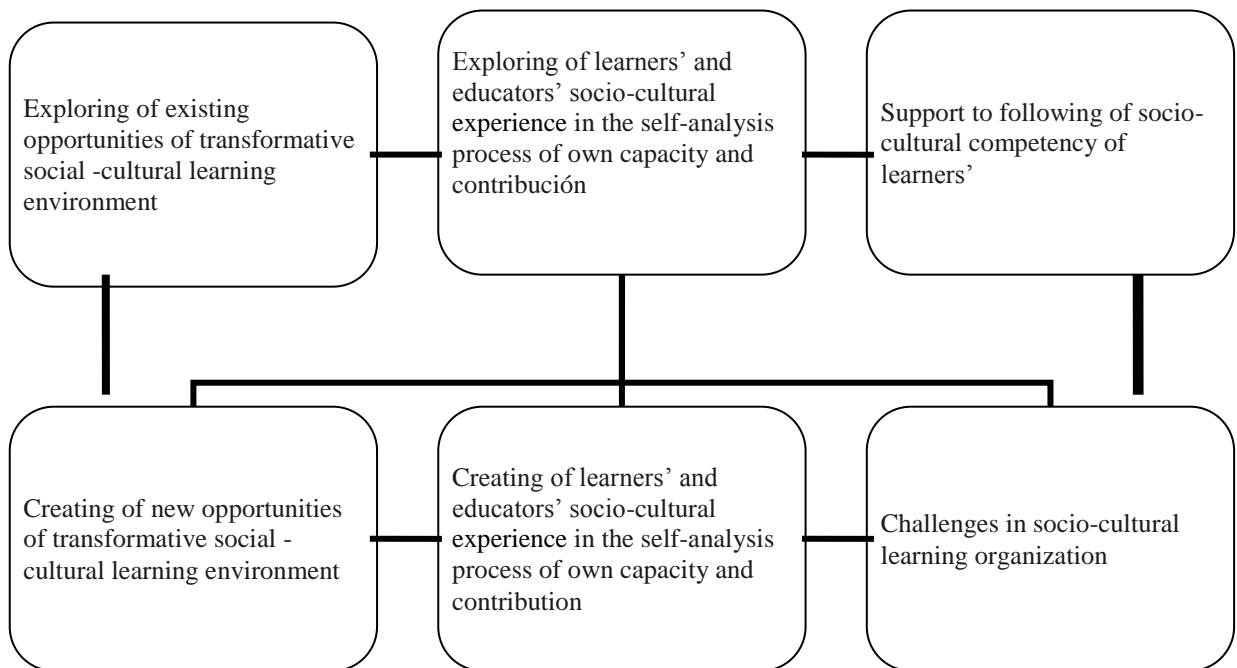 Exploring of existing
opportunities of transformative
social -cultural learning
environment
Exploring of learners’ and
educators’ socio-cultural
experience in the self-analysis
process of own capacity and
contribución
Support to following of socio-
cultural competency of
learners’
Creating of new opportunities
of transformative social -
cultural learning environment
Creating of learners’ and
educators’ socio-cultural
experience in the self-analysis
process of own capacity and
contribution
Challenges in socio-cultural
learning organization